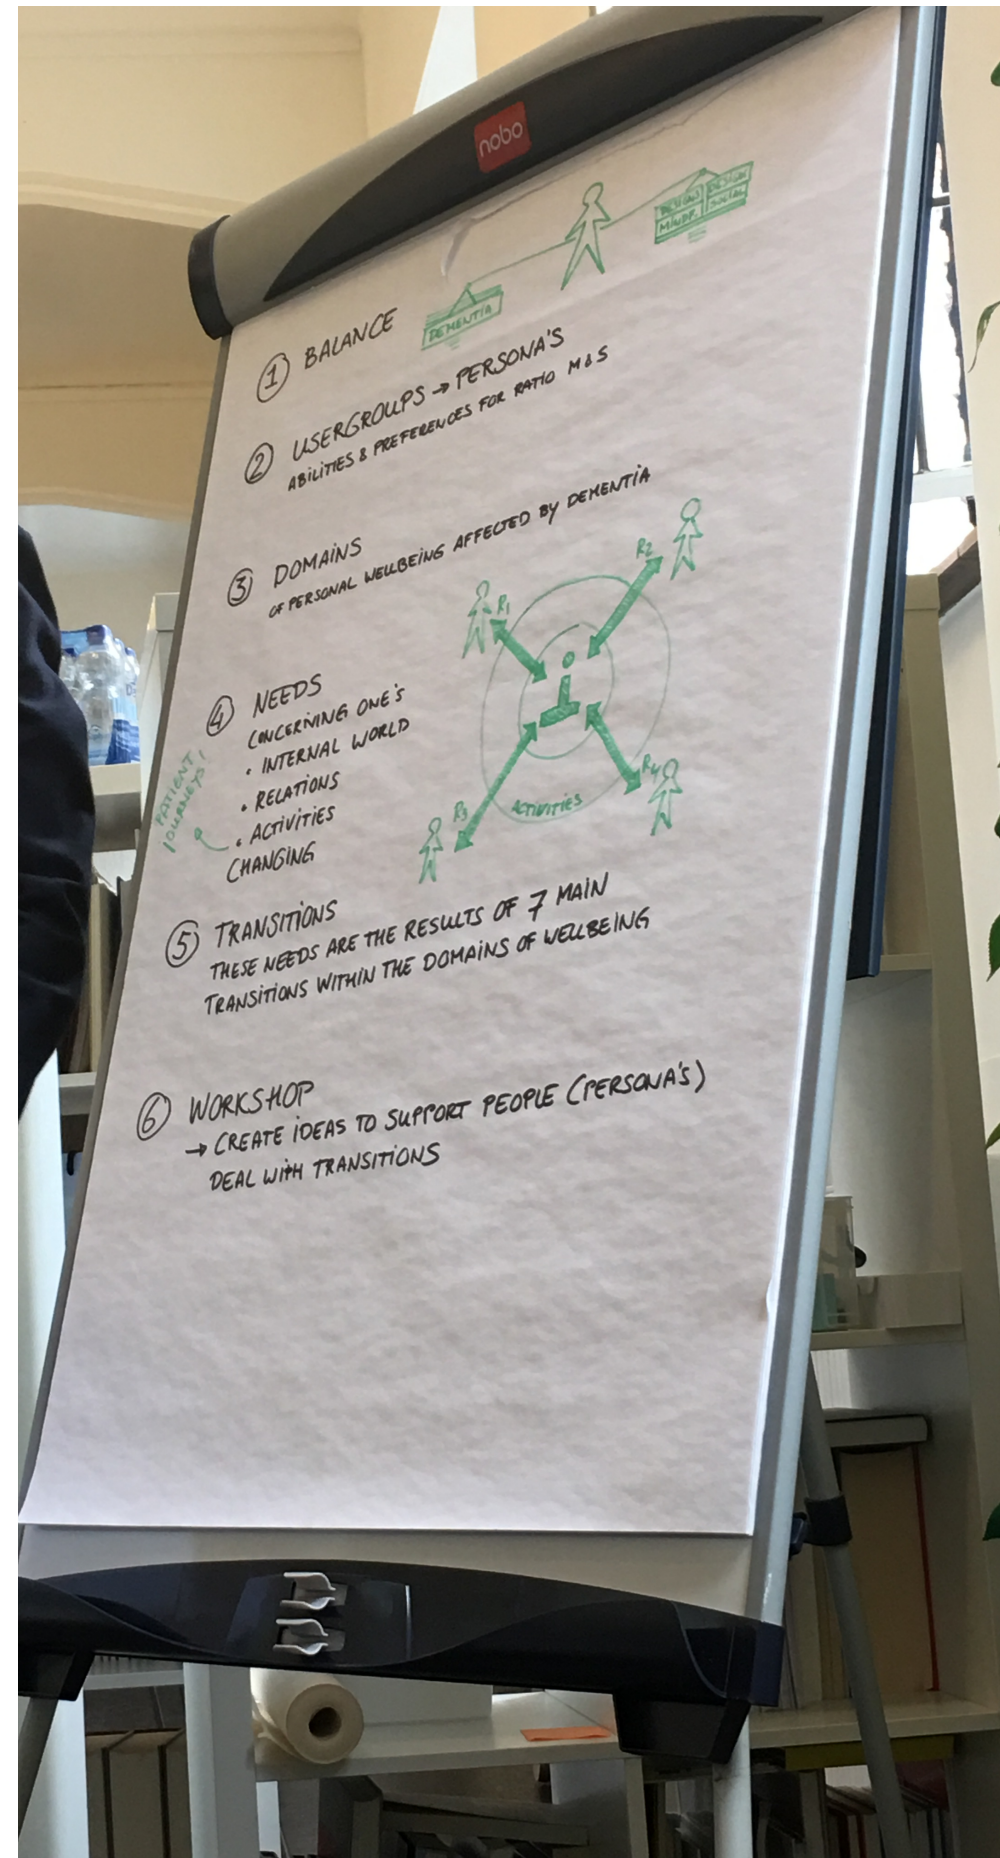 nobo
DESIGNS DESIGN
MINDF. SOCIAL
DEMENTIA
1 BALANCE
2 USERGROUPS → PERSONA'S
ABILITIES & PREFERENCES FOR RATIO M & S
3 DOMAINS
OF PERSONAL WELLBEING AFFECTED BY DEMENTIA
R1
R2
R3
R4
ACTIVITIES
4 NEEDS
CONCERINING ONE'S
• INTERNAL WORLD
• RELATIONS
• ACTIVITIES
CHANGING
PATIENT
JOURNEYS!
5 TRANSITIONS
THESE NEEDS ARE THE RESULTS OF 7 MAIN
TRANSITIONS WITHIN THE DOMAINS OF WELLBEING
6 WORKSHOP
→ CREATE IDEAS TO SUPPORT PEOPLE (PERSONA'S)
DEAL WITH TRANSITIONS